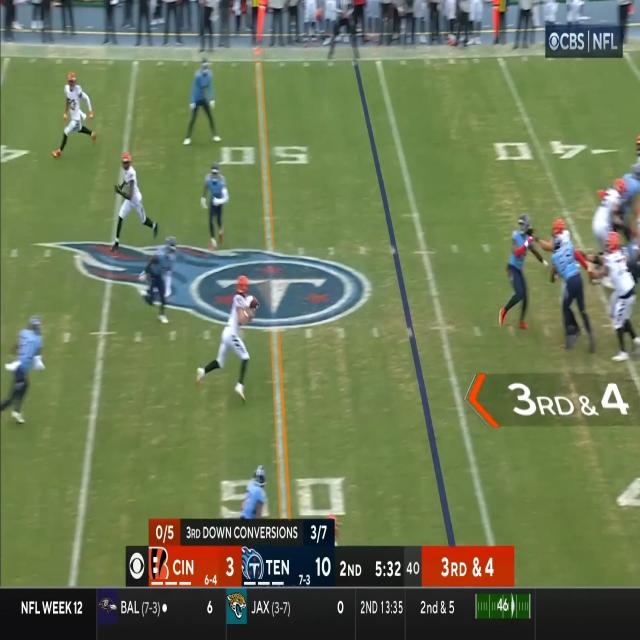 CBS NFL
50
40
T
3RD & 4
50
0/5 3RD DOWN CONVERSIONS 3/7
CIN 6-4 3 TEN 7-3 10 2ND 5:32 40 3RD & 4
NFL WEEK 12 BAL (7-3) 6 JAX (3-7) 0 2ND 13:35 2nd & 5 46